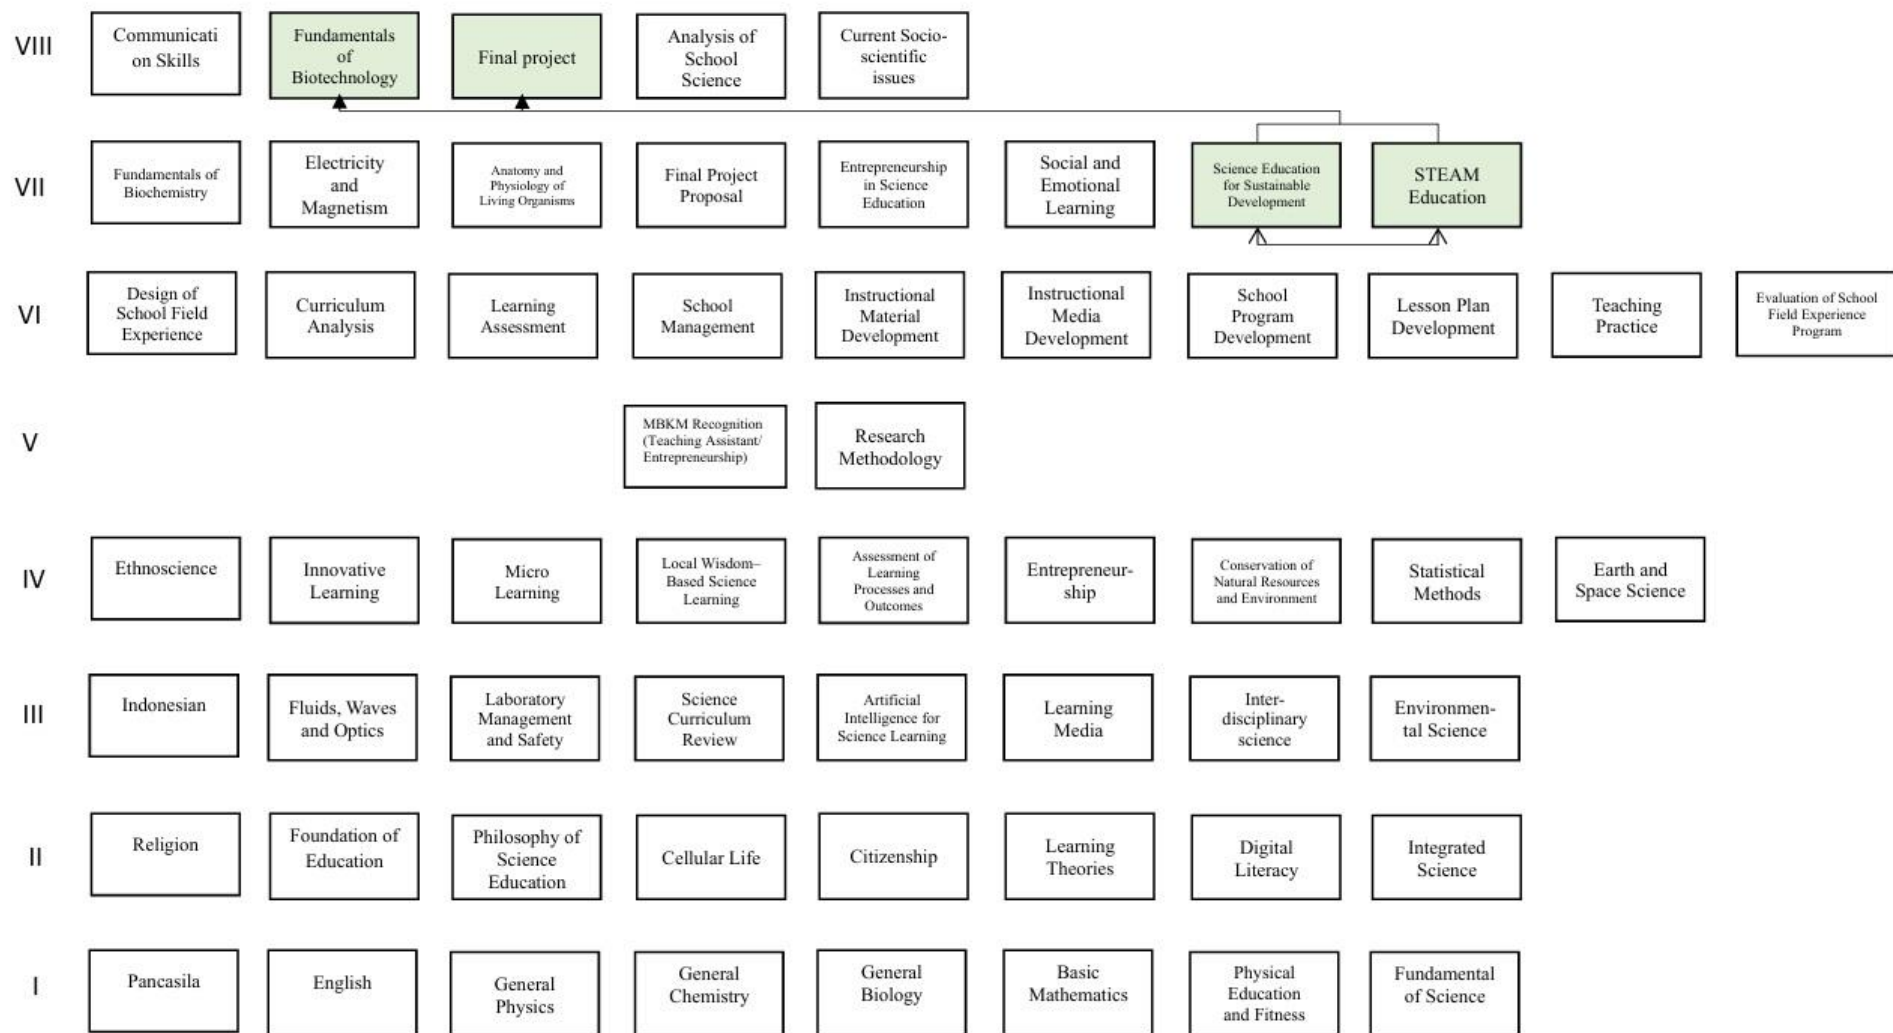 VIII
Communicati
on Skills
Fundamentals
of
Biotechnology
Final project
Analysis of
School
Science
Current Socio-
scientific
issues
VII
Fundamentals of
Biochemistry
Electricity
and
Magnetism
Anatomy and
Physiology of
Living Organisms
Final Project
Proposal
Entrepreneurship
in Science
Education
Social and
Emotional
Learning
Science Education
for Sustainable
Development
STEAM
Education
VI
Design of
School Field
Experience
Curriculum
Analysis
Learning
Assessment
School
Management
Instructional
Material
Development
Instructional
Media
Development
School
Program
Development
Lesson Plan
Development
Teaching
Practice
Evaluation of School
Field Experience
Program
V
MBKM Recognition
(Teaching Assistant/
Entrepreneurship)
Research
Methodology
IV
Ethnoscience
Innovative
Learning
Micro
Learning
Local Wisdom–
Based Science
Learning
Assessment of
Learning
Processes and
Outcomes
Entrepreneur-
ship
Conservation of
Natural Resources
and Environment
Statistical
Methods
Earth and
Space Science
III
Indonesian
Fluids, Waves
and Optics
Laboratory
Management
and Safety
Science
Curriculum
Review
Artificial
Intelligence for
Science Learning
Learning
Media
Inter-
disciplinary
science
Environmen-
tal Science
II
Religion
Foundation of
Education
Philosophy of
Science
Education
Cellular Life
Citizenship
Learning
Theories
Digital
Literacy
Integrated
Science
I
Pancasila
English
General
Physics
General
Chemistry
General
Biology
Basic
Mathematics
Physical
Education
and Fitness
Fundamental
of Science